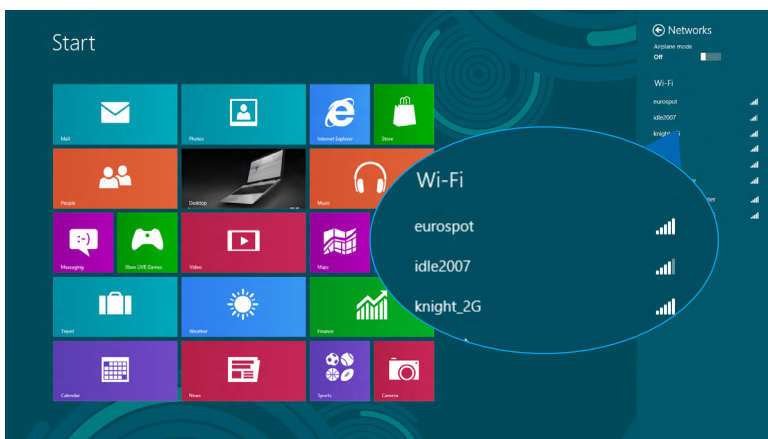 Start
Networks
Airplane mode
Off
Wi-Fi
eurospot
idle2007
Mail
Photos
Internet Explorer
Store
People
Desktop
Music
Messaging
Xbox LIVE Games
Video
Maps
Travel
Weather
Finance
Calendar
News
Sports
Camera
Wi-Fi
eurospot
idle2007
knight_2G